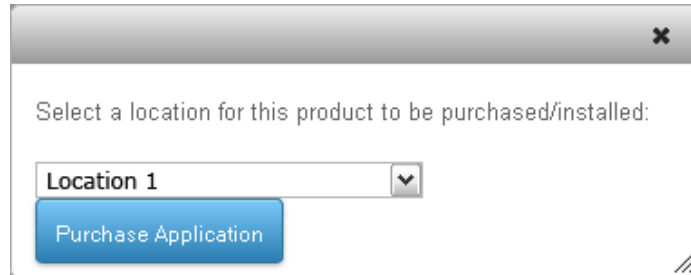 Select a location for this product to be purchased/installed:
Location 1
Purchase Application